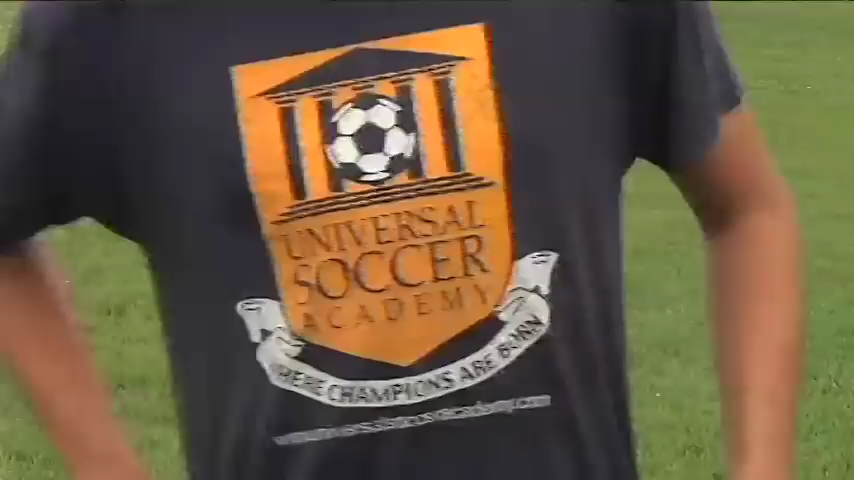 UNIVERSAL
SOCCER
ACADEMY
WHERE CHAMPIONS ARE BORN